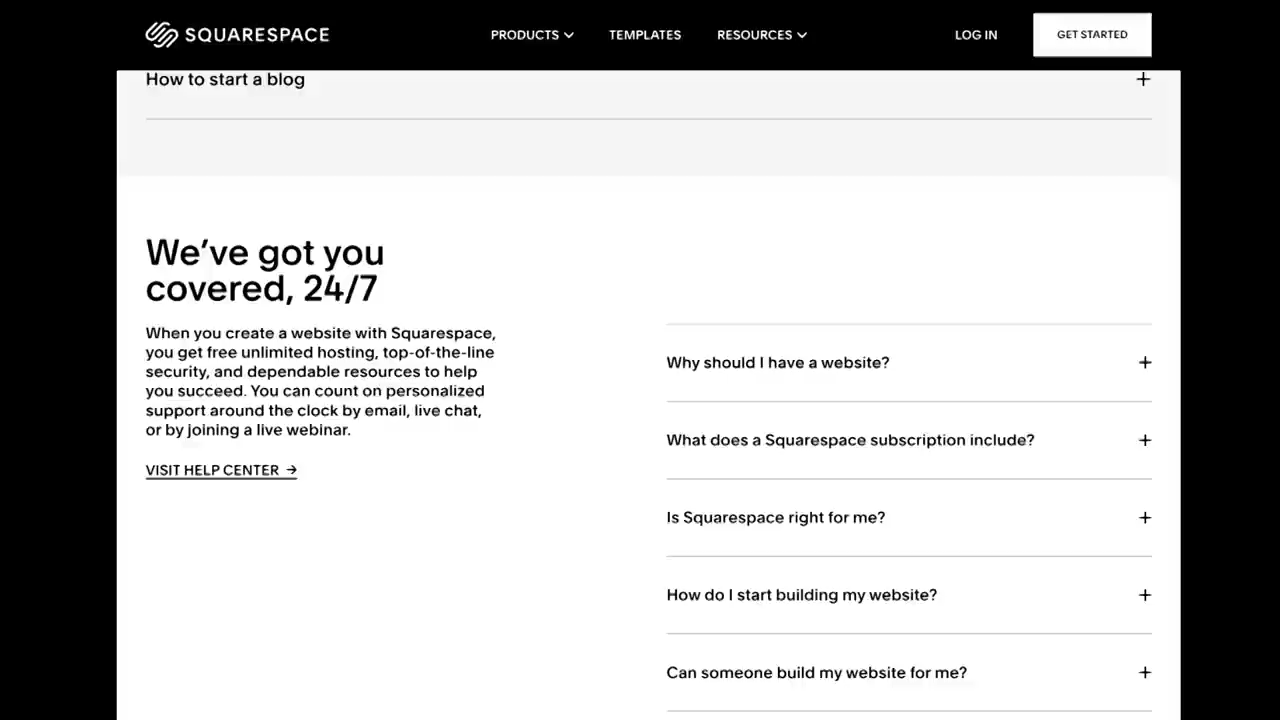 SQUARESPACE
PRODUCTS
TEMPLATES
RESOURCES
LOG IN
GET STARTED
How to start a blog
We’ve got you
covered, 24/7
When you create a website with Squarespace,
you get free unlimited hosting, top-of-the-line
security, and dependable resources to help
you succeed. You can count on personalized
support around the clock by email, live chat,
or by joining a live webinar.
VISIT HELP CENTER →
Why should I have a website?
What does a Squarespace subscription include?
Is Squarespace right for me?
How do I start building my website?
Can someone build my website for me?